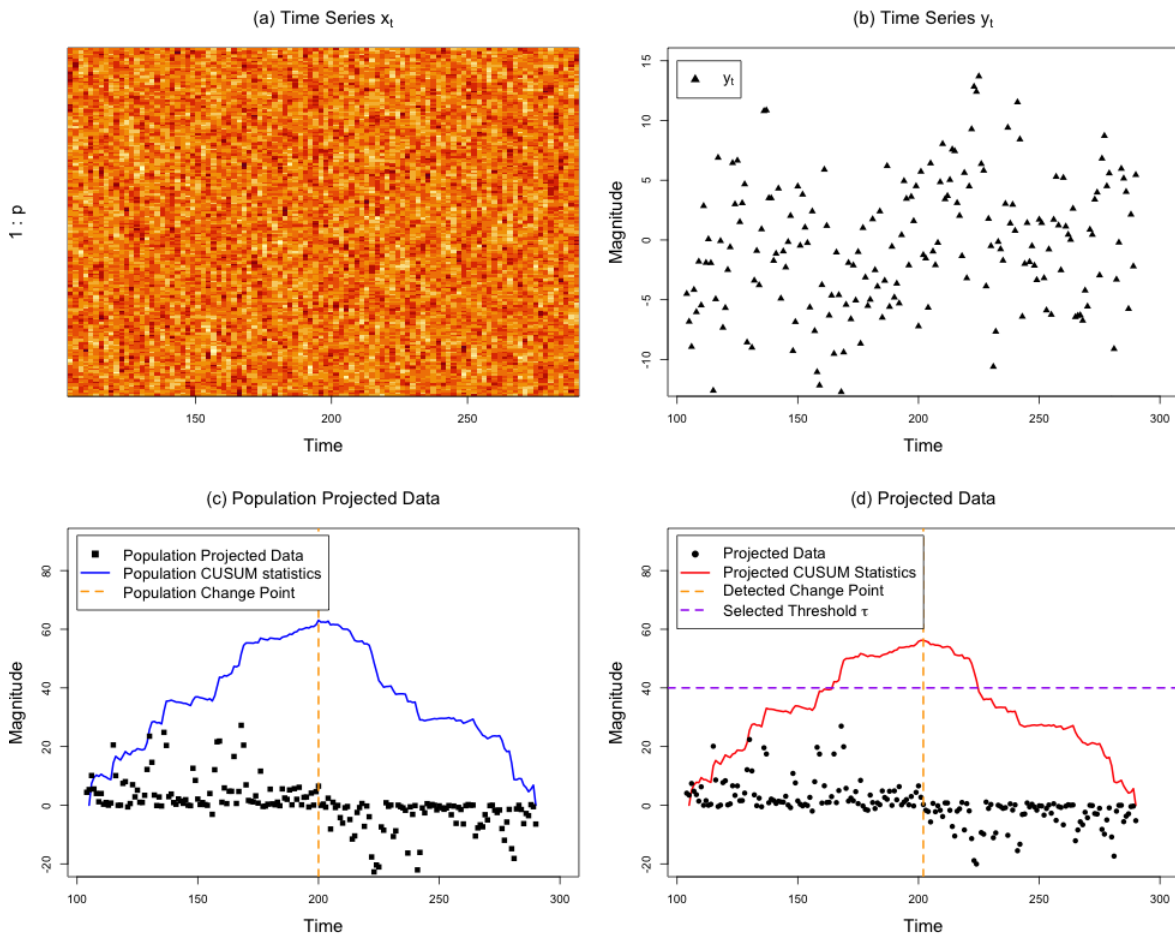 (a) Time Series xₜ
1 : p
150 200 250
Time
(b) Time Series yₜ
yₜ
Magnitude
15
10
5
0
-5
-10
100 150 200 250 300
Time
(c) Population Projected Data
Population Projected Data
Population CUSUM statistics
Population Change Point
Magnitude
80
60
40
20
0
-20
100 150 200 250 300
Time
(d) Projected Data
Projected Data
Projected CUSUM Statistics
Detected Change Point
Selected Threshold τ
Magnitude
80
60
40
20
0
-20
100 150 200 250 300
Time